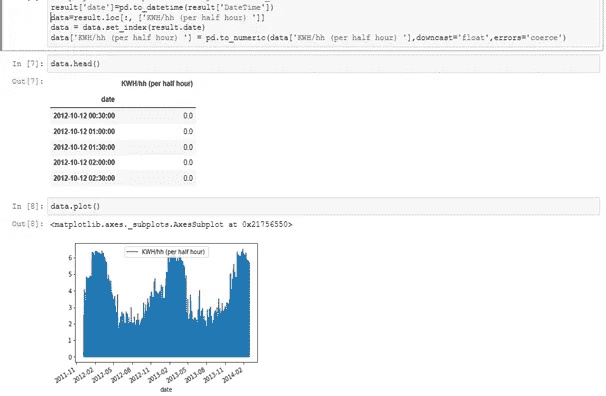 result['date']=pd.to_datetime(result['DateTime'])
data=result.loc[:, ['KWH/hh (per half hour) ']]
data = data.set_index(result.date)
data['KWH/hh (per half hour) '] = pd.to_numeric(data['KWH/hh (per half hour) '],downcast='float',errors='coerce')
In [7]: data.head()
Out[7]:
KWH/hh (per half hour)
date
2012-10-12 00:30:00 0.0
2012-10-12 01:00:00 0.0
2012-10-12 01:30:00 0.0
2012-10-12 02:00:00 0.0
2012-10-12 02:30:00 0.0
In [8]: data.plot()
Out[8]: <matplotlib.axes._subplots.AxesSubplot at 0x21756550>
KWH/hh (per half hour)
6
5
4
3
2
1
0
2011-11 2012-02 2012-05 2012-08 2012-11 2013-02 2013-05 2013-08 2013-11 2014-02
date